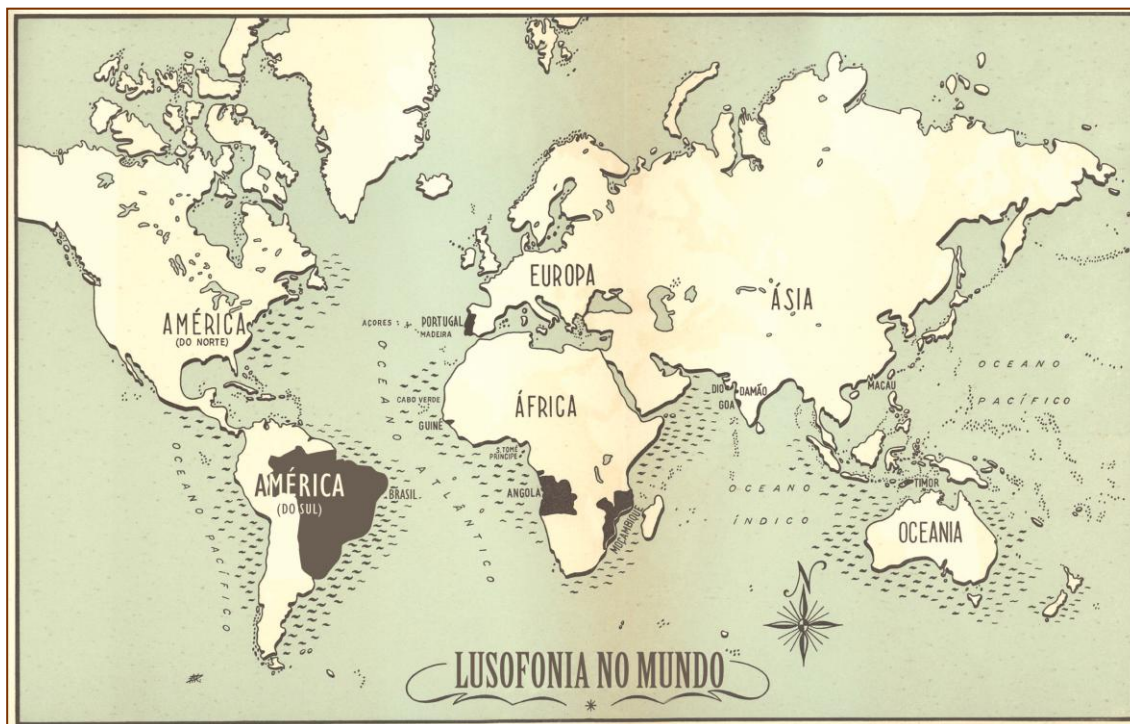 EUROPA
ÁSIA
AMÉRICA
(DO NORTE)
AÇORES
PORTUGAL
MADEIRA
OCEANO ATLÂNTICO
CABO VERDE
GUINÉ
ÁFRICA
S. TOMÉ
PRÍNCIPE
DIO
DAMÃO
GOA
MACAU
OCEANO
PACÍFICO
OCEANO PACÍFICO
AMÉRICA
(DO SUL)
BRASIL
ANGOLA
MOÇAMBIQUE
OCEANO
ÍNDICO
TIMOR
OCEANIA
N
LUSOFONIA NO MUNDO